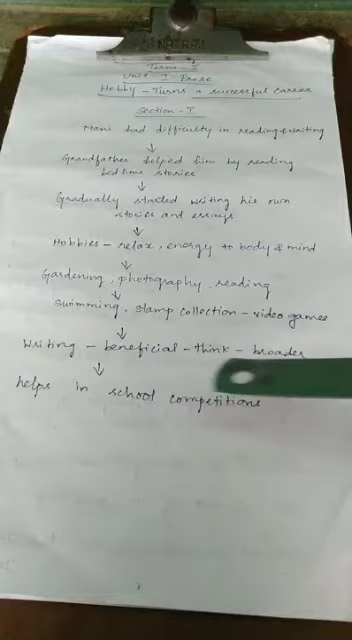 NATRAJ
Term - I
Unit - I Prose
Hobby - Turns a successful career
Section - I
Mani had difficulty in reading & writing
↓
Grandfather helped him by reading
bedtime stories
↓
Gradually started writing his own
stories and essays
↓
Hobbies - relax, energy to body & mind
↓
Gardening, photography, reading
↓
swimming, stamp collection - video games
↓
Writing - beneficial - think - broader
↓
helps in school competitions